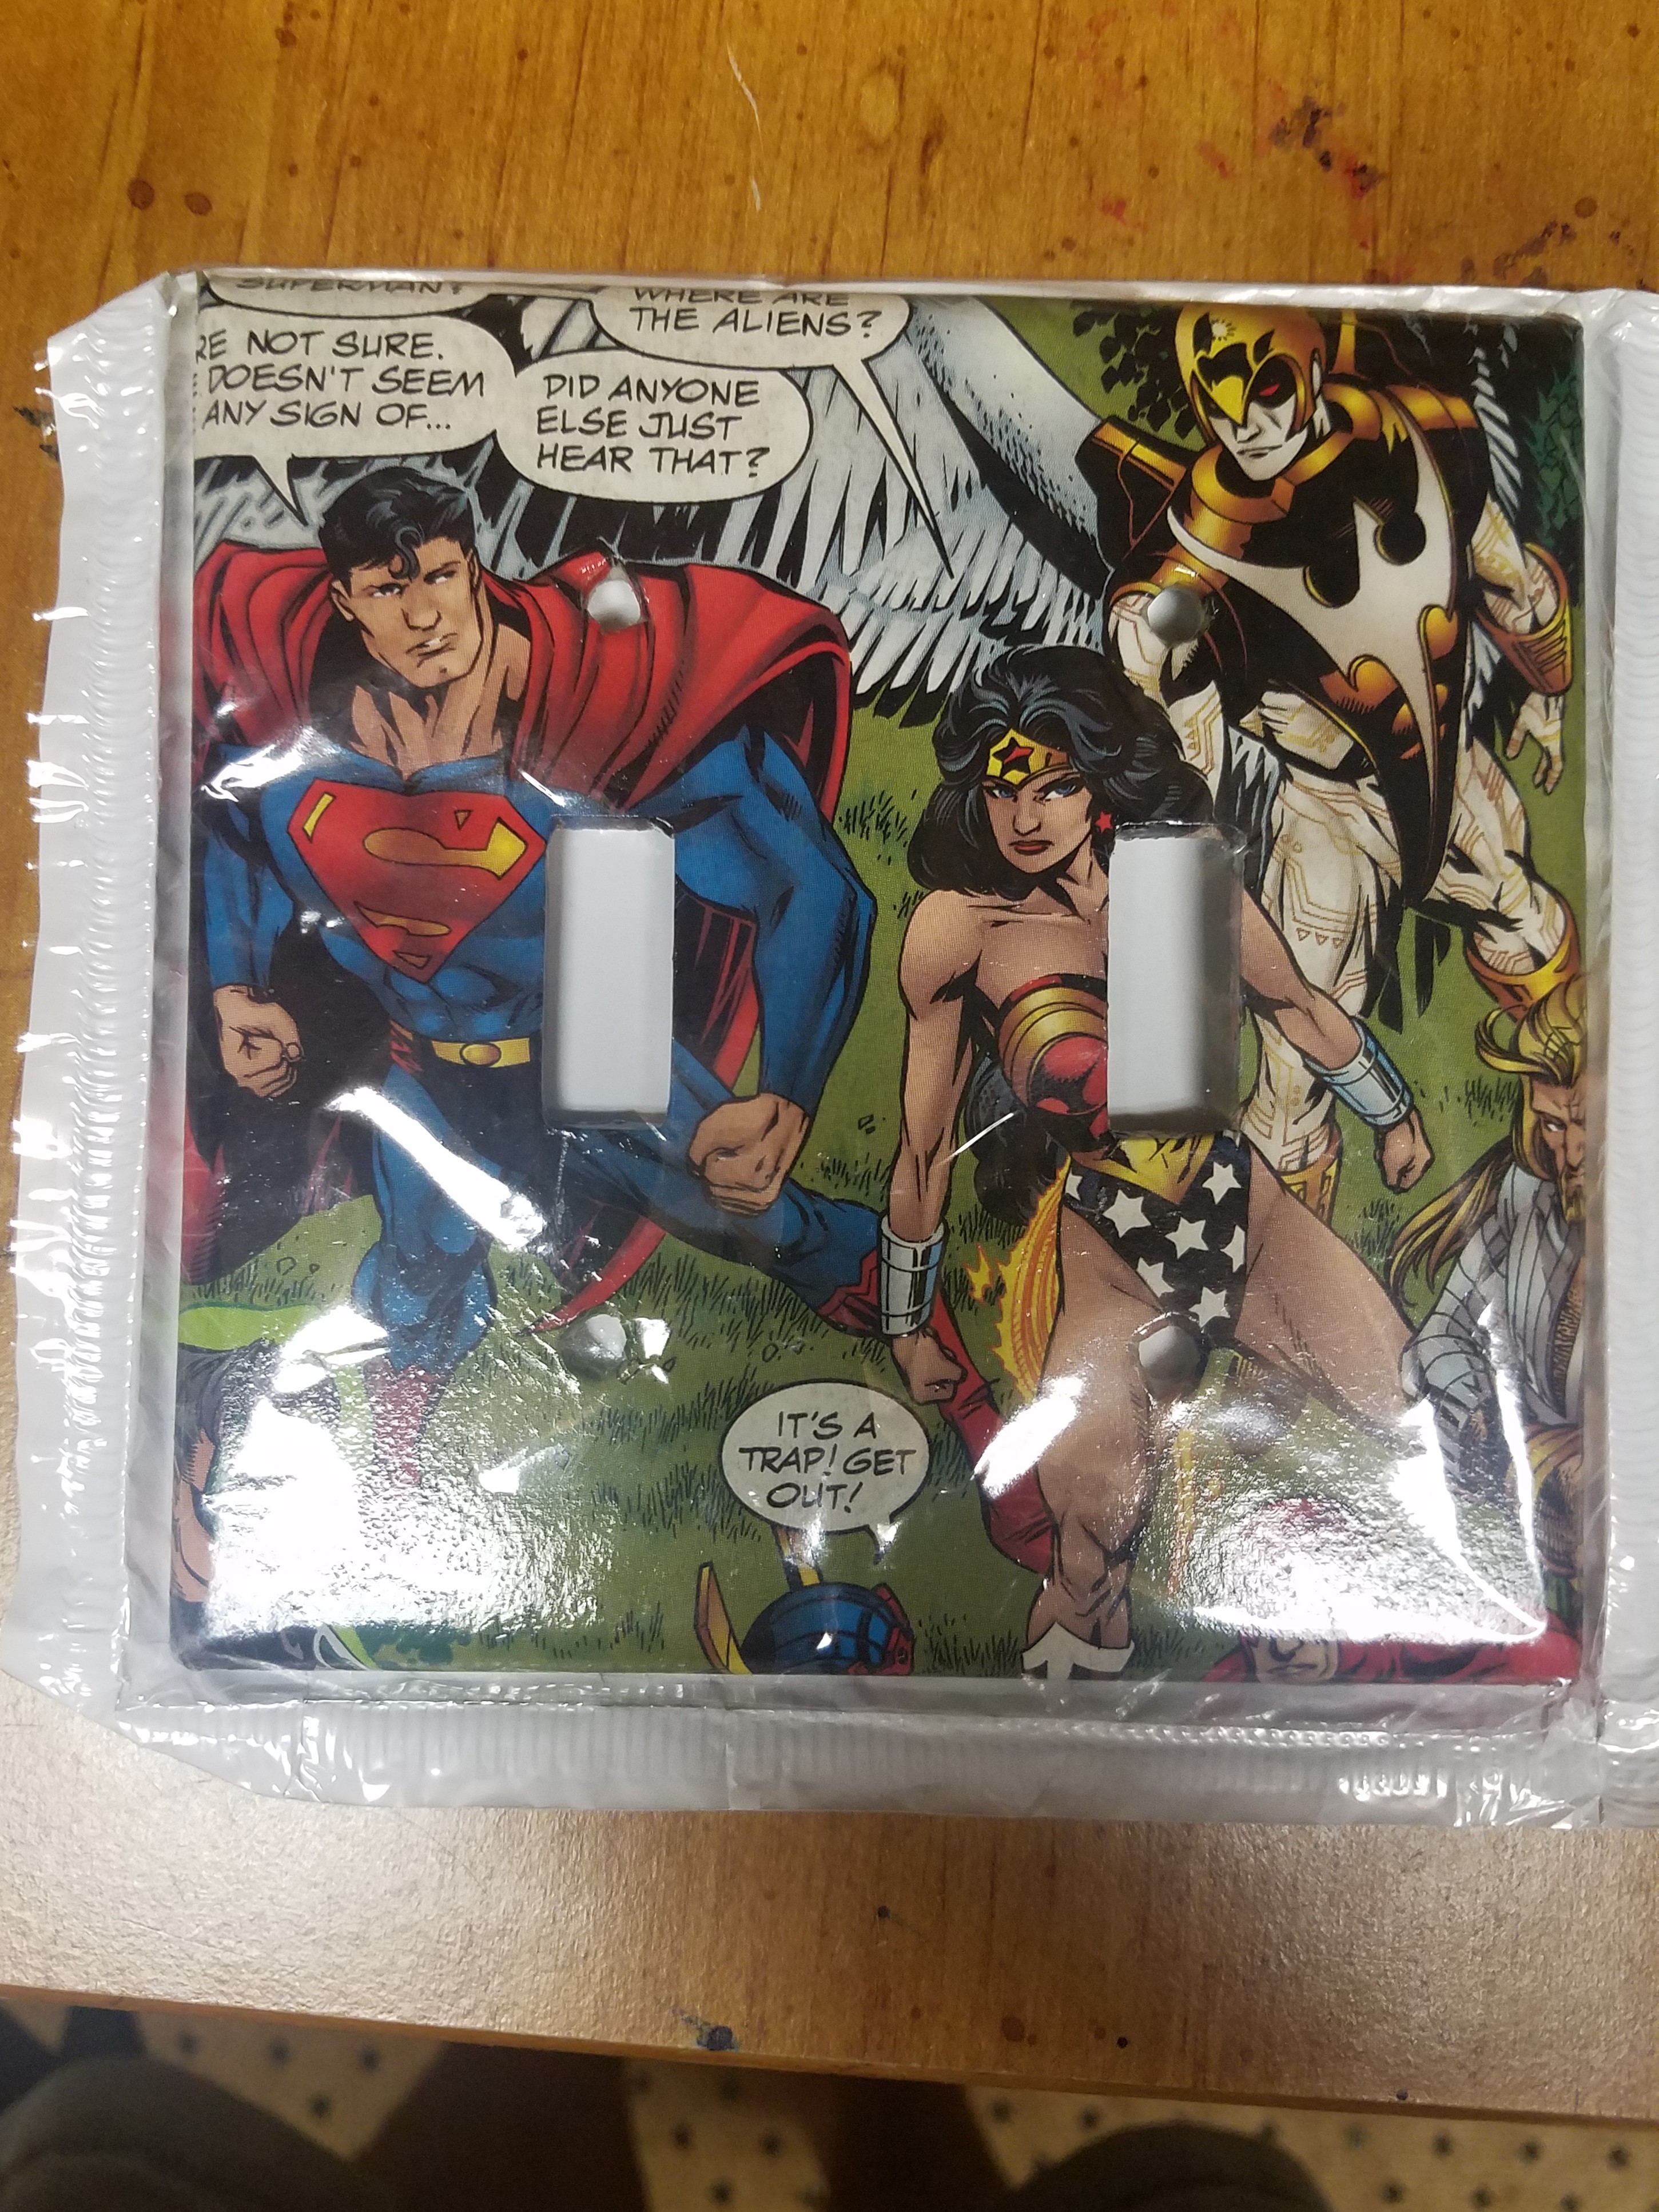 SUPERMAN?
RE NOT SURE.
DOESN'T SEEM
ANY SIGN OF...
WHERE ARE
THE ALIENS?
DID ANYONE
ELSE JUST
HEAR THAT?
IT'S A
TRAP! GET
OUT!